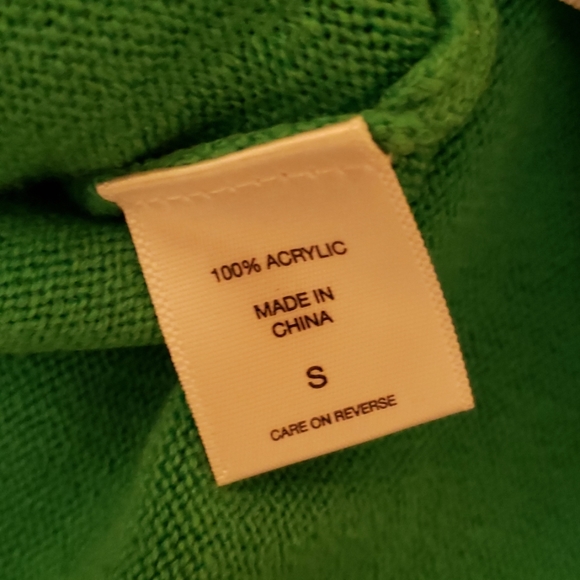 100% ACRYLIC
MADE IN
CHINA
S
CARE ON REVERSE